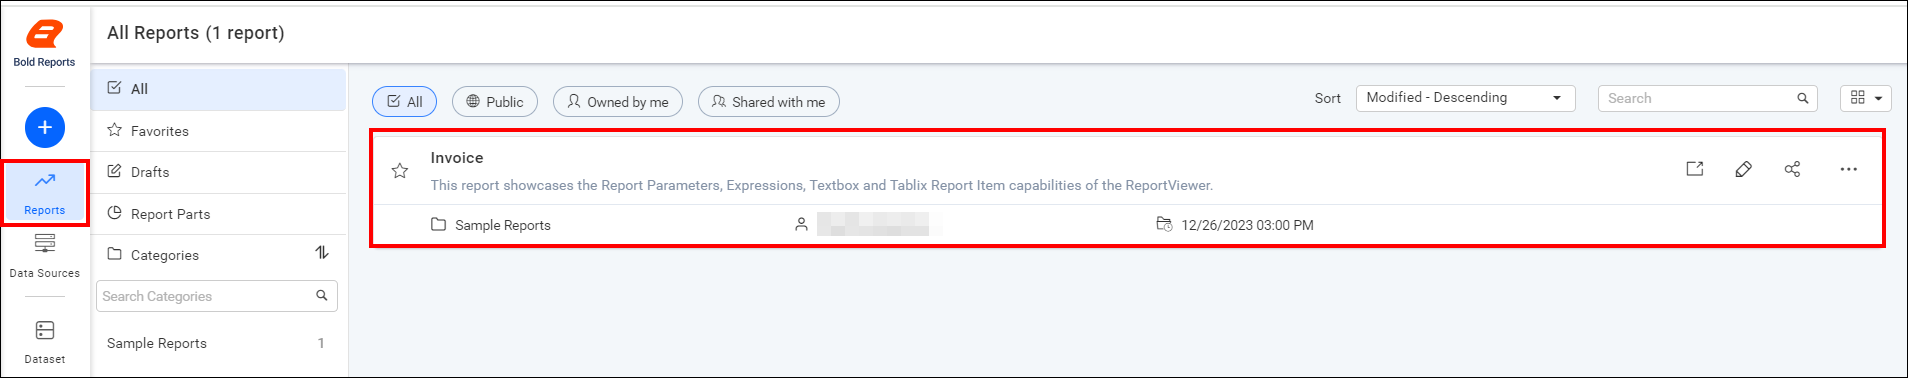 Bold Reports
Reports
Data Sources
Dataset
All Reports (1 report)
All
Favorites
Drafts
Report Parts
Categories
Search Categories
Sample Reports 1
All Public Owned by me Shared with me Sort Modified - Descending Search
Invoice
This report showcases the Report Parameters, Expressions, Textbox and Tablix Report Item capabilities of the ReportViewer.
Sample Reports 12/26/2023 03:00 PM